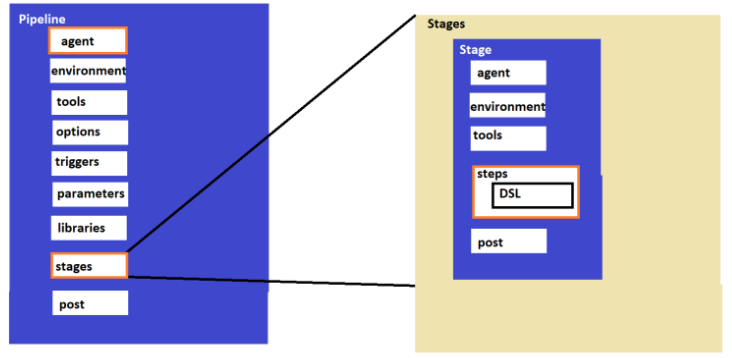 Pipeline
agent
environment
tools
options
triggers
parameters
libraries
stages
post
Stages
Stage
agent
environment
tools
steps
DSL
post